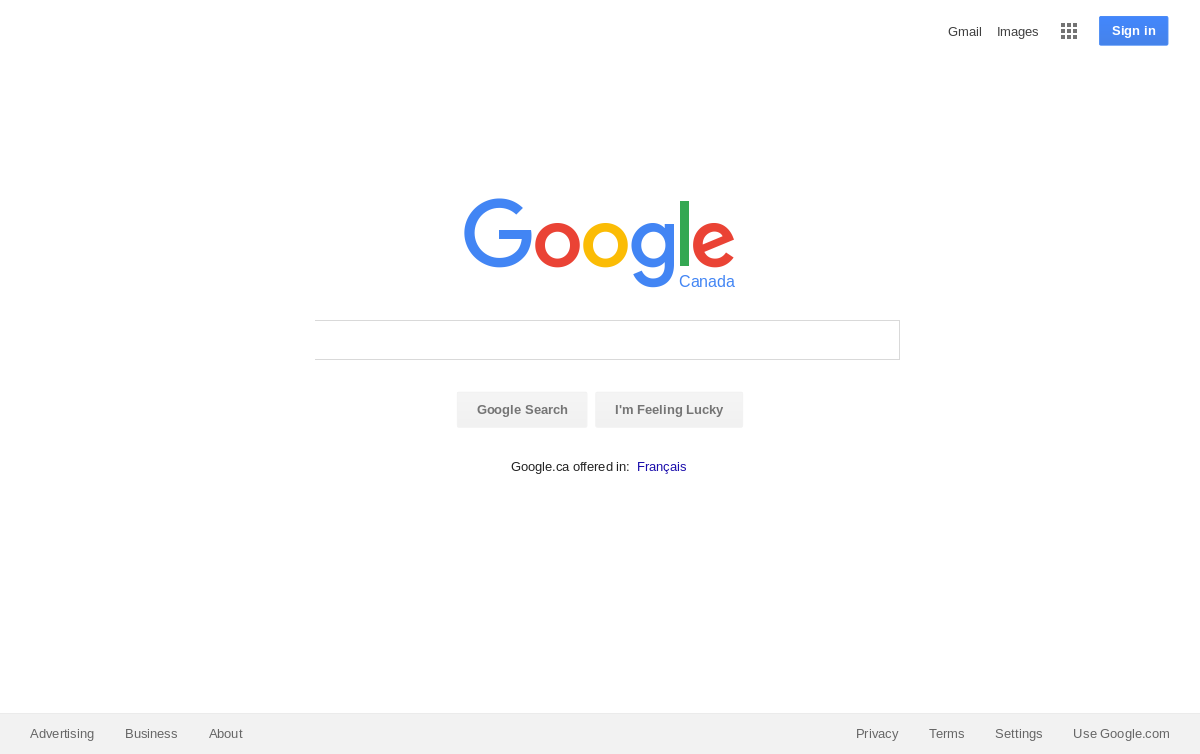 Gmail Images Sign in
Google
Canada
Google Search I'm Feeling Lucky
Google.ca offered in: Français
Advertising Business About Privacy Terms Settings Use Google.com